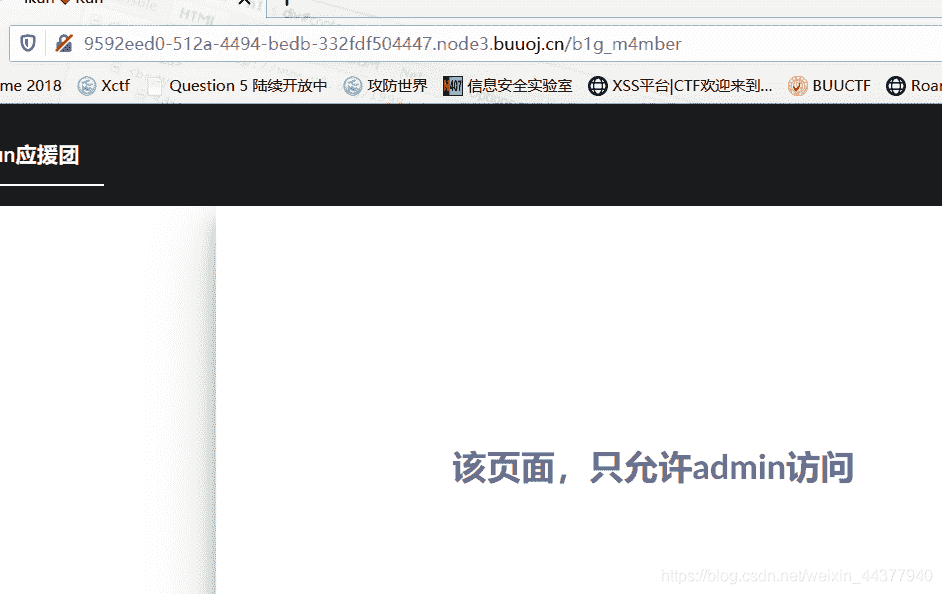 ikun
Kun
HTML
9592eed0-512a-4494-bedb-332fdf504447.node3.buuoj.cn/b1g_m4mber
me 2018 Xctf Question 5 陆续开放中 攻防世界 信息安全实验室 XSS平台|CTF欢迎来到... BUUCTF Roar
un应援团
该页面，只允许admin访问
https://blog.csdn.net/weixin_44377940